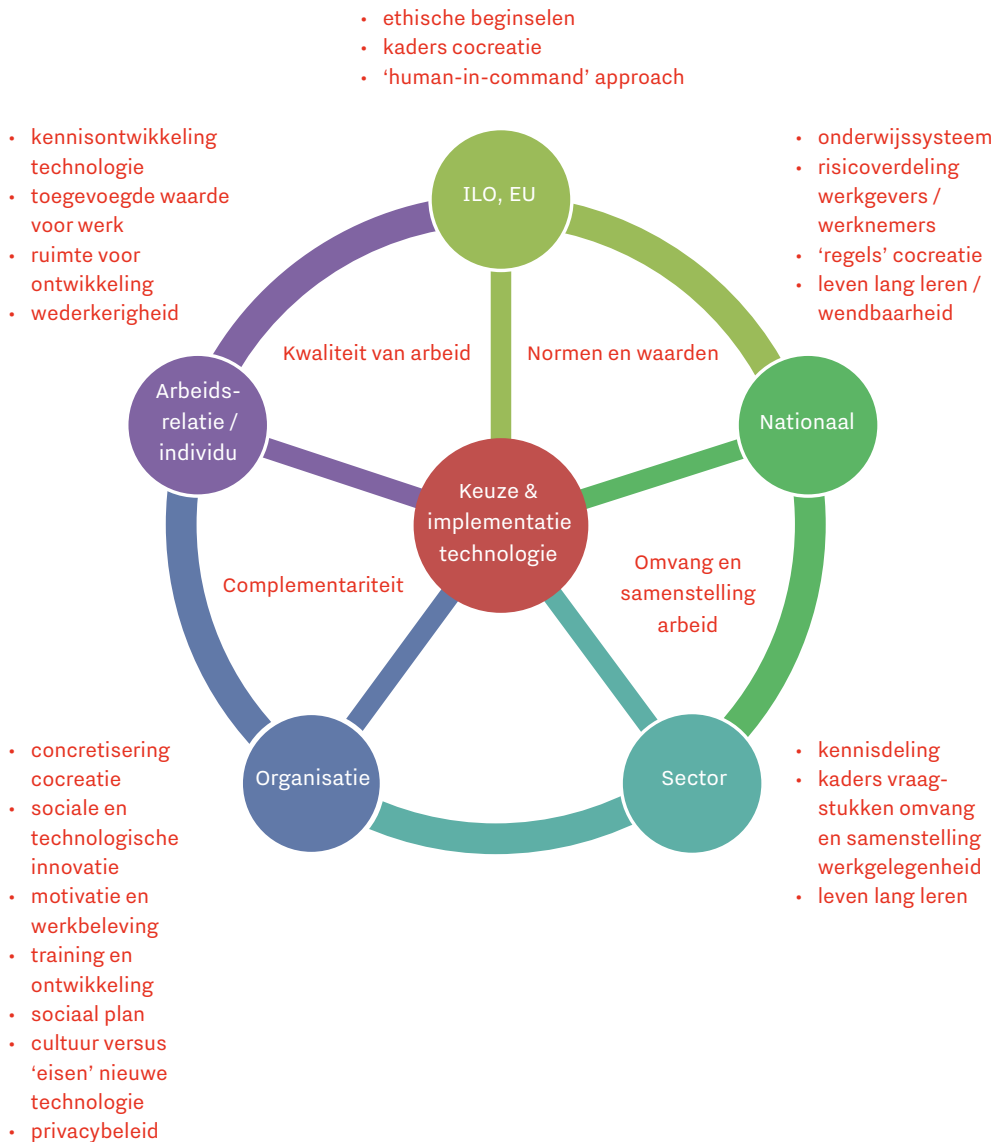 • ethische beginselen
• kaders cocreatie
• ‘human-in-command’ approach
• kennisontwikkeling
technologie
• toegevoegde waarde
voor werk
• ruimte voor
ontwikkeling
• wederkerigheid
• onderwijssysteem
• risicoverdeling
werkgevers /
werknemers
• ‘regels’ cocreatie
• leven lang leren /
wendbaarheid
ILO, EU
Kwaliteit van arbeid
Normen en waarden
Arbeids-
relatie /
individu
Nationaal
Keuze &
implementatie
technologie
Complementariteit
Omvang en
samenstelling
arbeid
Organisatie
Sector
• concretisering
cocreatie
• sociale en
technologische
innovatie
• motivatie en
werkbeleving
• training en
ontwikkeling
• sociaal plan
• cultuur versus
‘eisen’ nieuwe
technologie
• privacybeleid
• kennisdeling
• kaders vraag-
stukken omvang
en samenstelling
werkgelegenheid
• leven lang leren